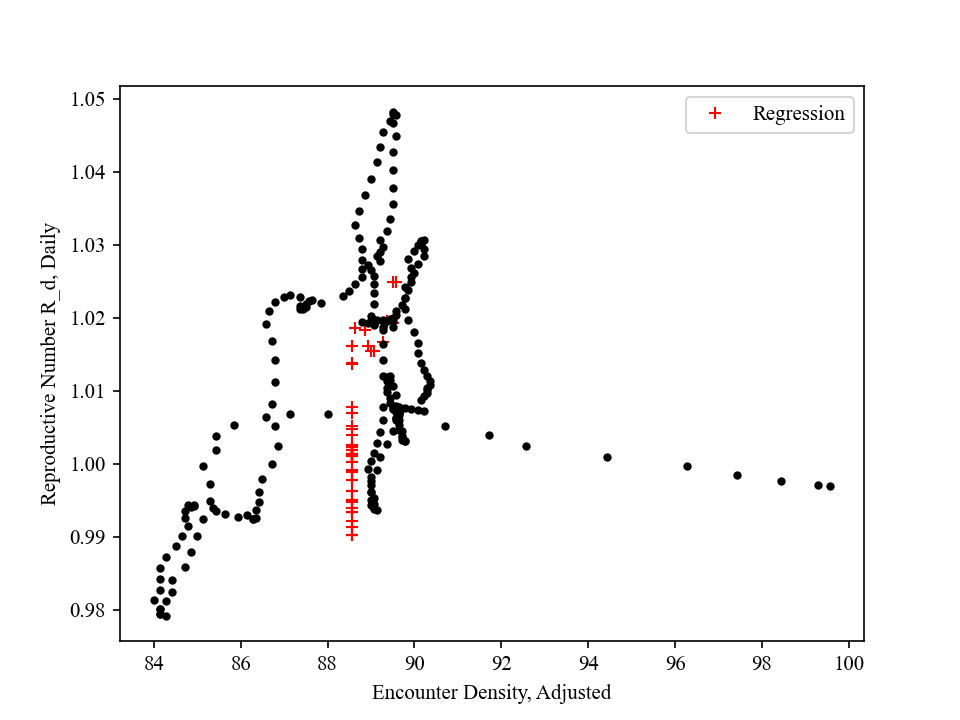 Regression
1.05
1.04
1.03
1.02
1.01
1.00
0.99
0.98
Reproductive Number R_d, Daily
84 86 88 90 92 94 96 98 100
Encounter Density, Adjusted